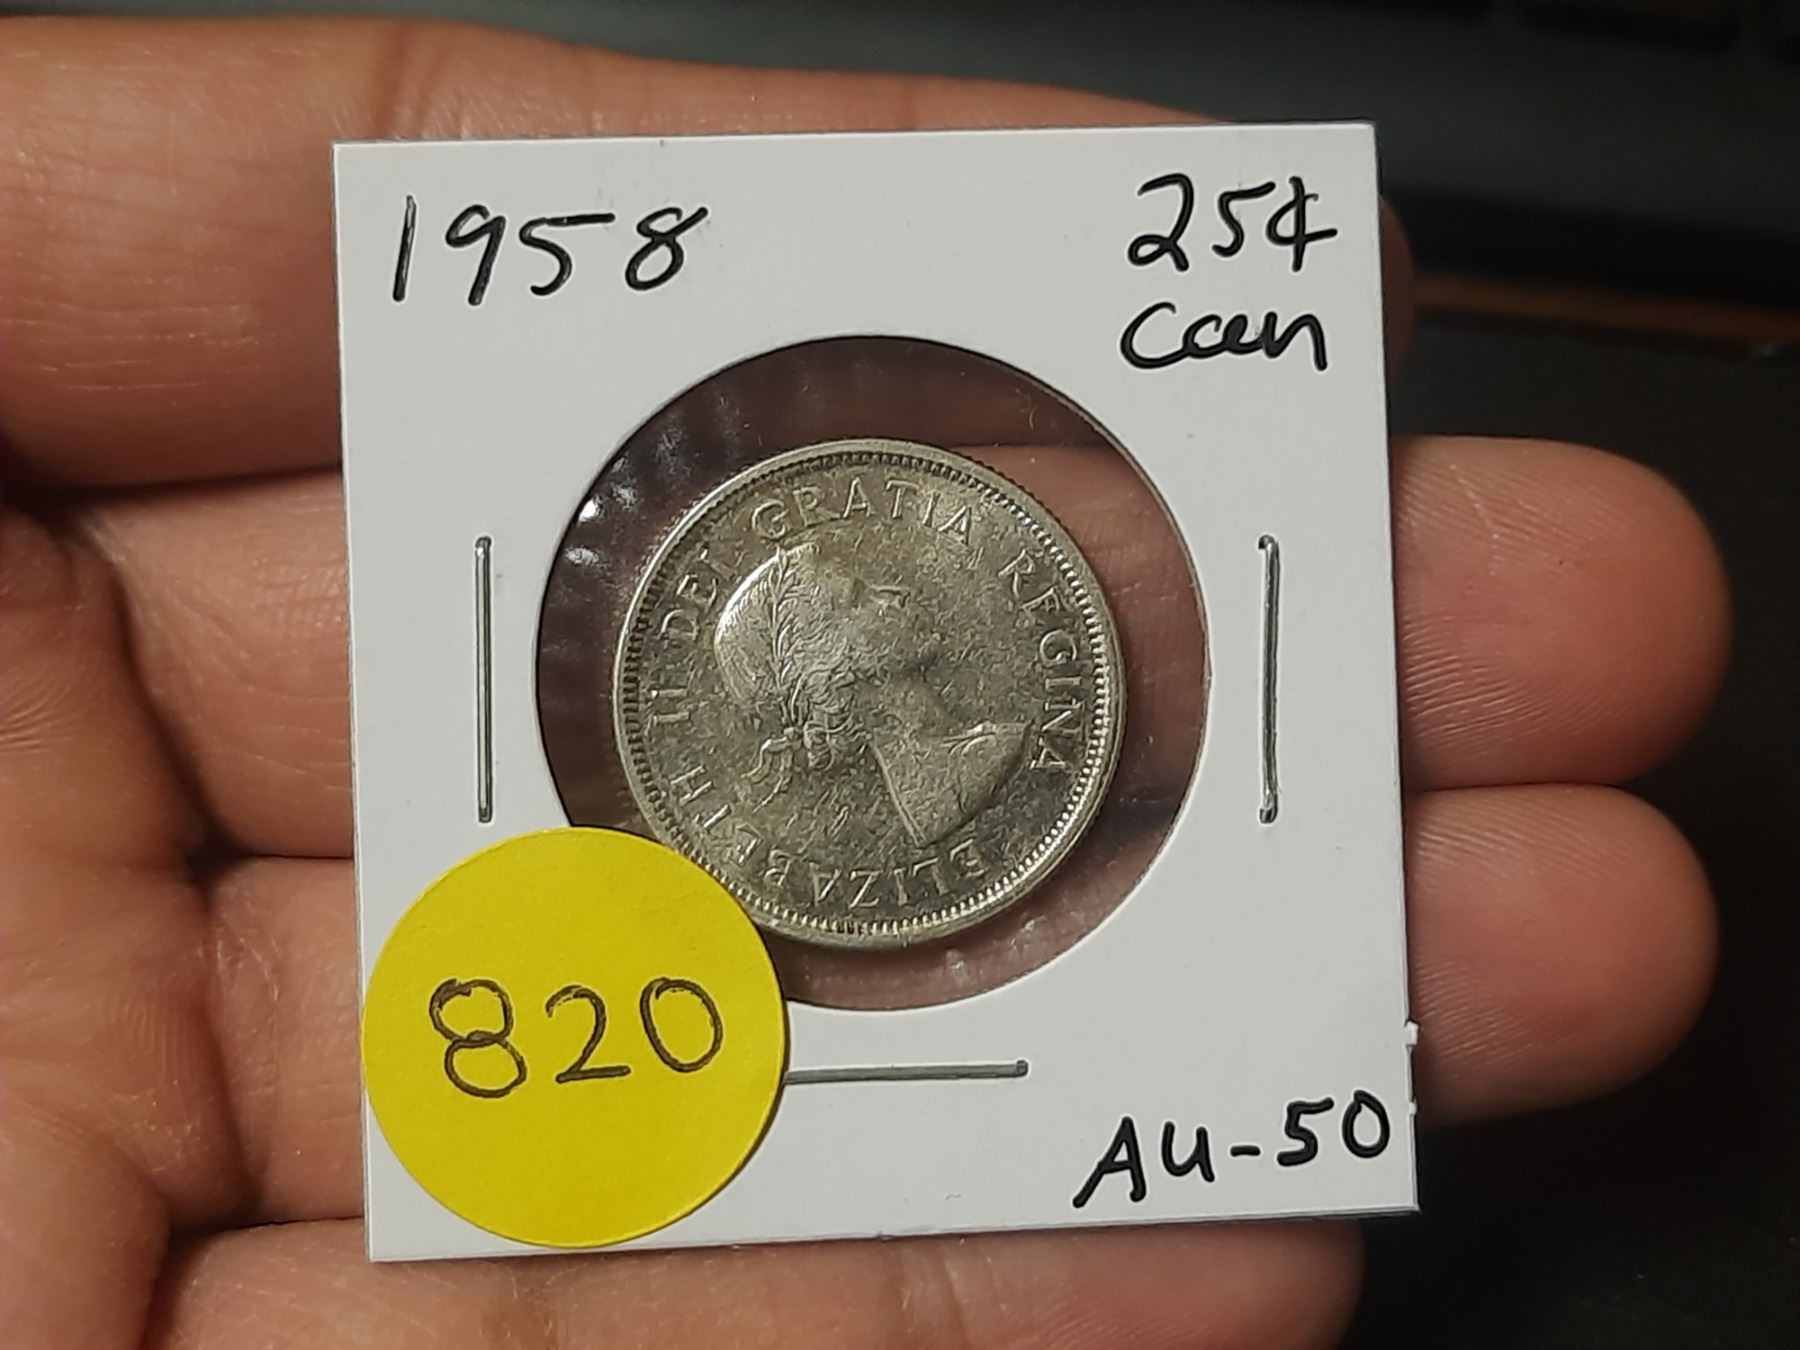 1958
25¢
Can
ELIZABETH II DEI GRATIA REGINA
820
AU-50